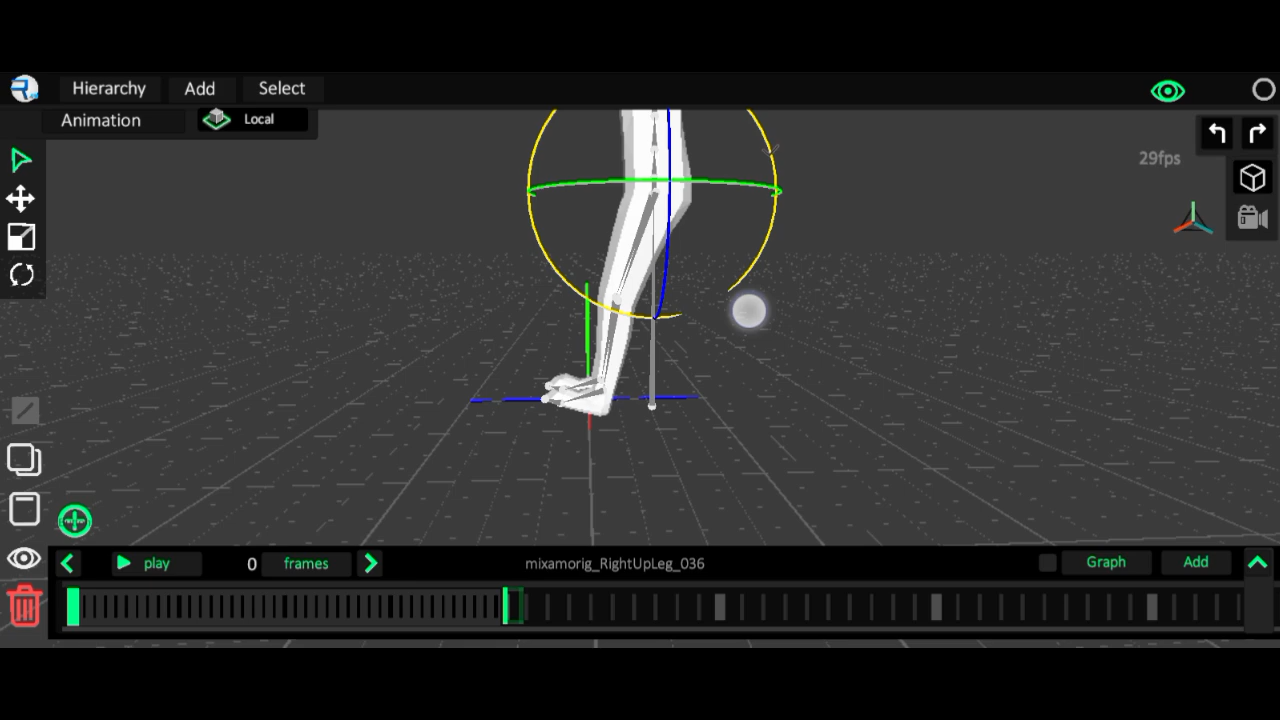 Hierarchy Add Select
Animation Local
29fps
play 0 frames mixamorig_RightUpLeg_036 Graph Add